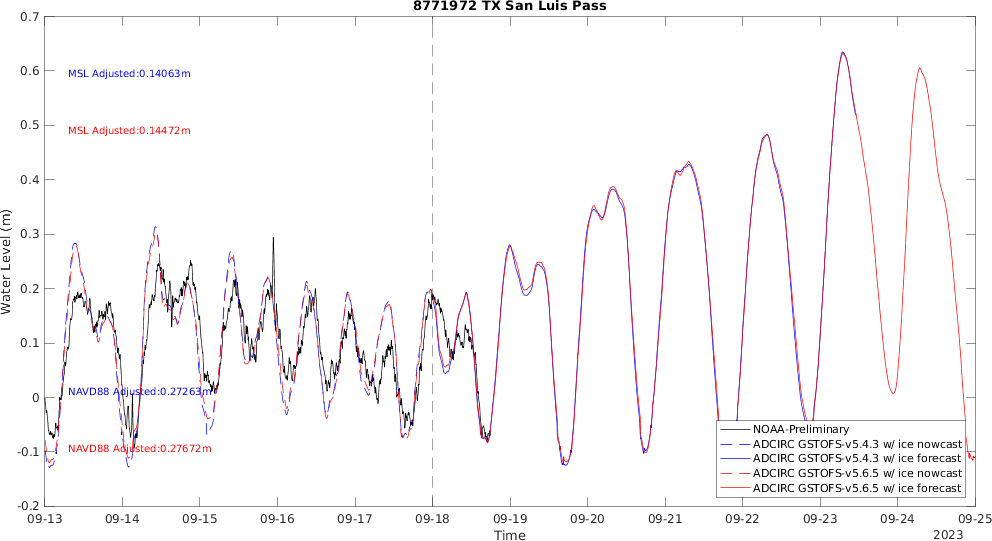 8771972 TX San Luis Pass
0.7
0.6
0.5
0.4
0.3
0.2
0.1
0
-0.1
-0.2
Water Level (m)
MSL Adjusted:0.14063m
MSL Adjusted:0.14472m
NAVD88 Adjusted:0.27263m
NAVD88 Adjusted:0.27672m
NOAA-Preliminary
ADCIRC GSTOFS-v5.4.3 w/ ice nowcast
ADCIRC GSTOFS-v5.4.3 w/ ice forecast
ADCIRC GSTOFS-v5.6.5 w/ ice nowcast
ADCIRC GSTOFS-v5.6.5 w/ ice forecast
09-13 09-14 09-15 09-16 09-17 09-18 09-19 09-20 09-21 09-22 09-23 09-24 09-25
Time
2023